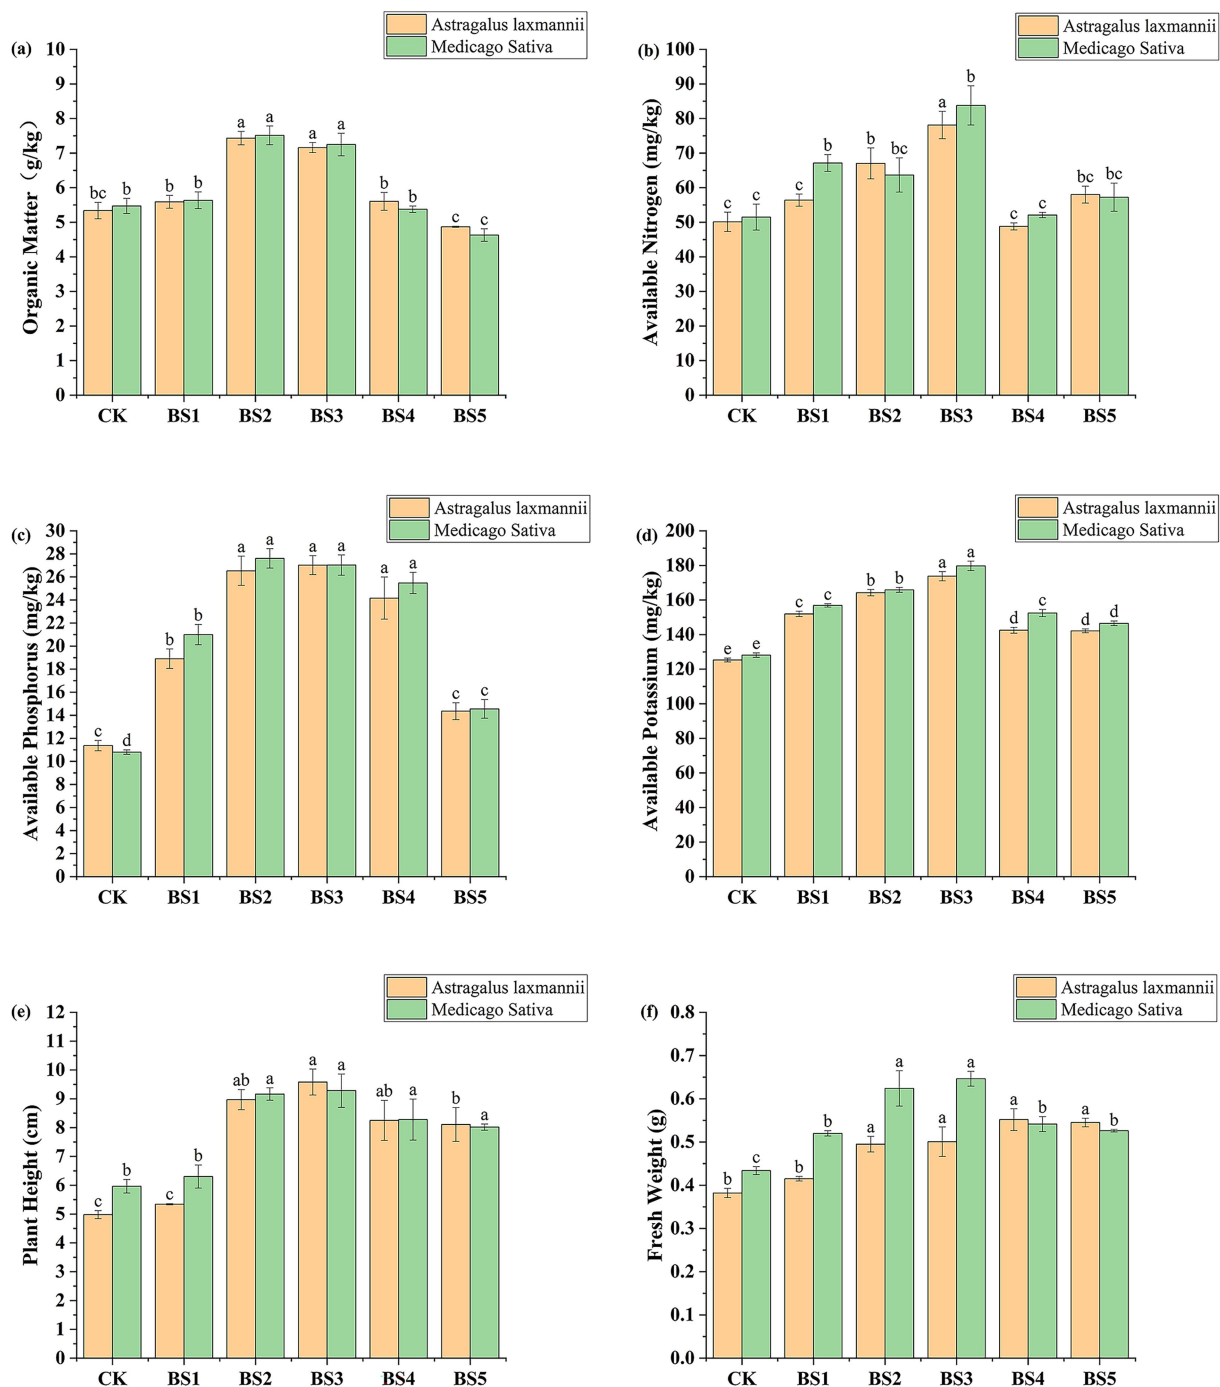 (a)
Astragalus laxmannii
Medicago Sativa
Organic Matter（g/kg）
10
9
8
7
6
5
4
3
2
1
0
bc b b b a a a a b b c c
CK BS1 BS2 BS3 BS4 BS5
(b)
Astragalus laxmannii
Medicago Sativa
Available Nitrogen (mg/kg)
100
90
80
70
60
50
40
30
20
10
0
c c c b b bc a b c c bc bc
CK BS1 BS2 BS3 BS4 BS5
(c)
Astragalus laxmannii
Medicago Sativa
Available Phosphorus (mg/kg)
30
28
26
24
22
20
18
16
14
12
10
8
6
4
2
0
c d b b a a a a a a c c
CK BS1 BS2 BS3 BS4 BS5
(d)
Astragalus laxmannii
Medicago Sativa
Available Potassium (mg/kg)
200
180
160
140
120
100
80
60
40
20
0
e e c c b b a a d c d d
CK BS1 BS2 BS3 BS4 BS5
(e)
Astragalus laxmannii
Medicago Sativa
Plant Height (cm)
12
11
10
9
8
7
6
5
4
3
2
1
0
c b c b ab a a a ab a b a
CK BS1 BS2 BS3 BS4 BS5
(f)
Astragalus laxmannii
Medicago Sativa
Fresh Weight (g)
0.8
0.7
0.6
0.5
0.4
0.3
0.2
0.1
0.0
b c b b a a a a a b a b
CK BS1 BS2 BS3 BS4 BS5